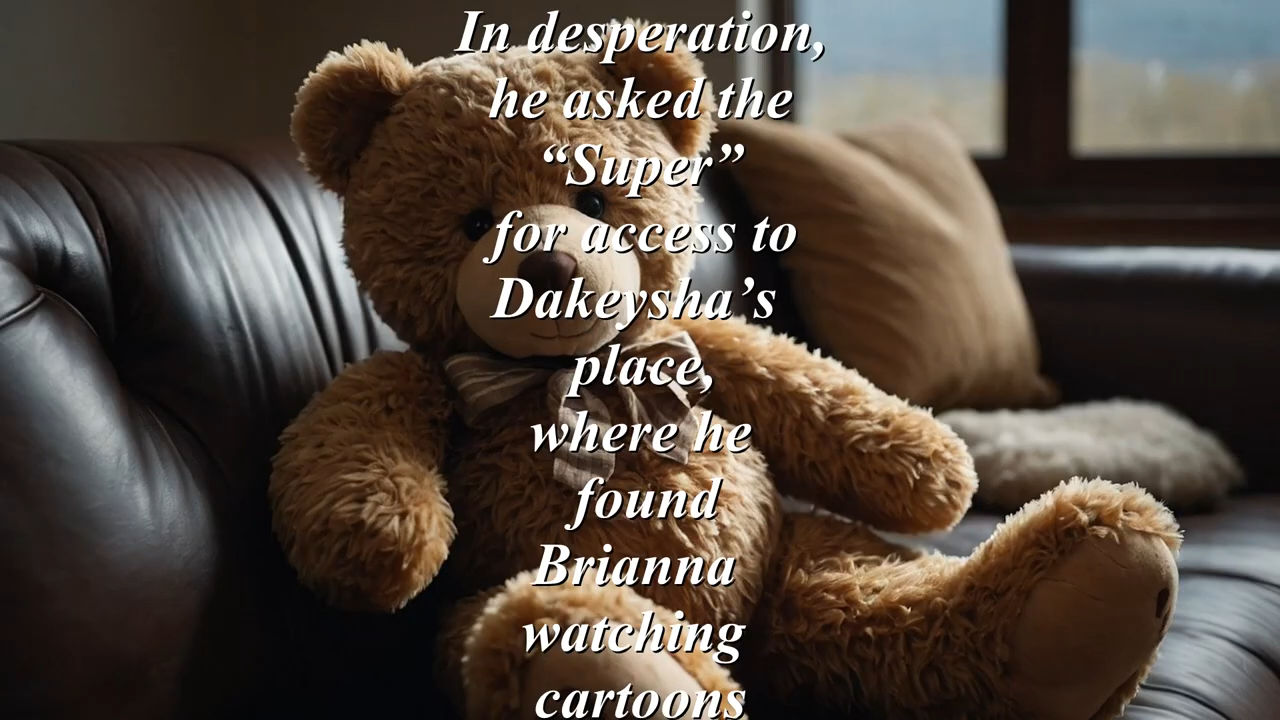 In desperation,
he asked the
“Super”
for access to
Dakeysha’s
place,
where he
found
Brianna
watching
cartoons